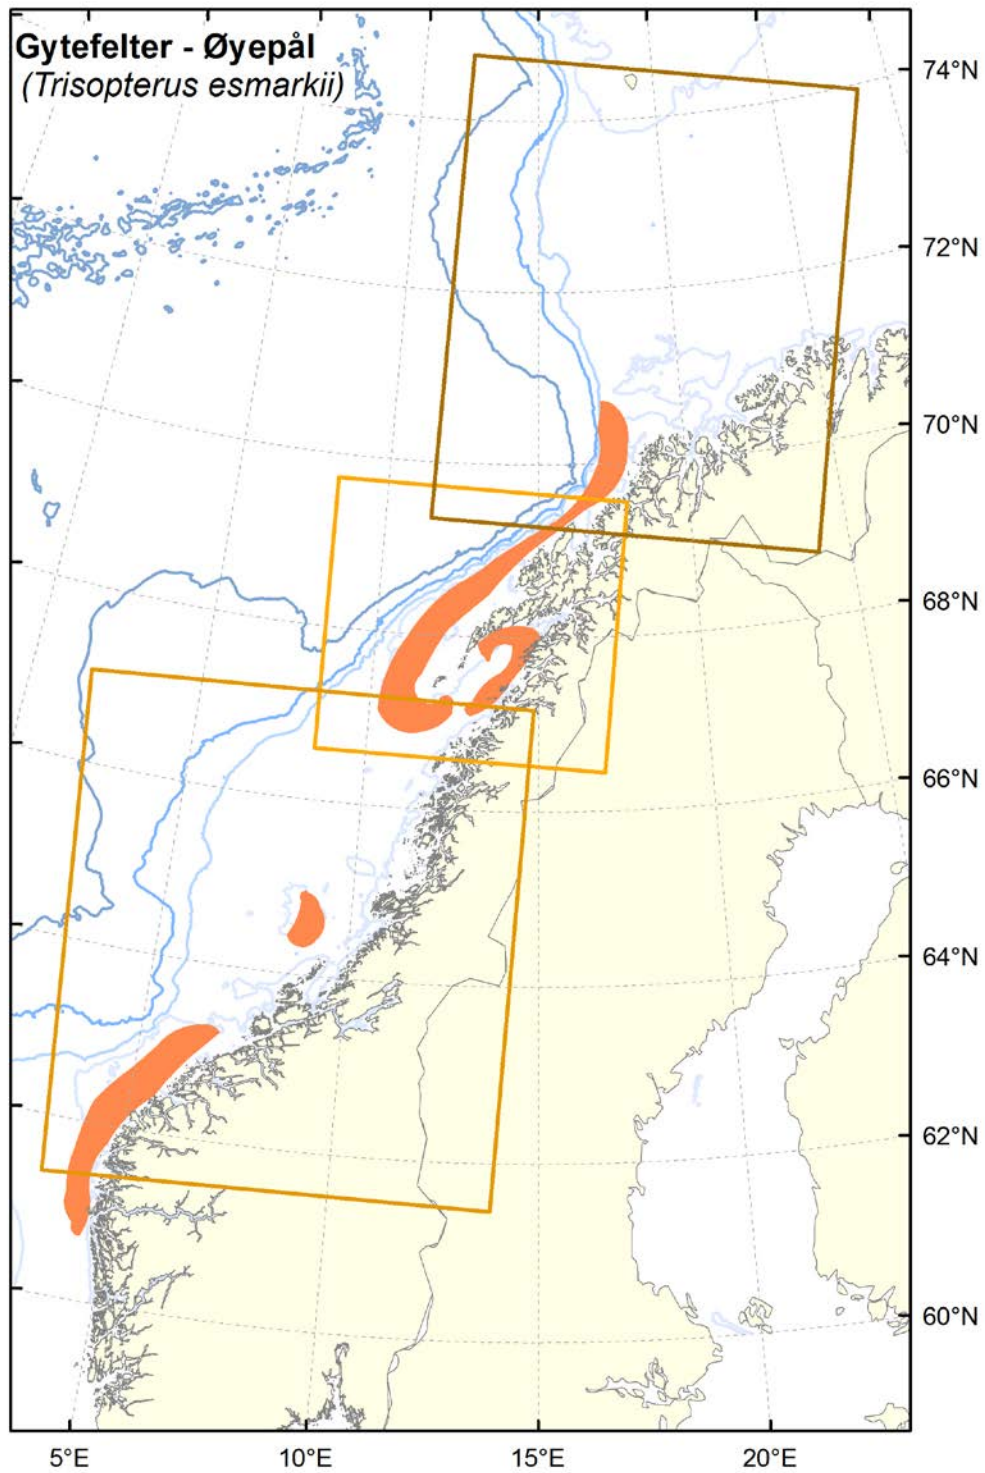 Gytefelter - Øyepål
(Trisopterus esmarkii)
74°N
72°N
70°N
68°N
66°N
64°N
62°N
60°N
5°E
10°E
15°E
20°E